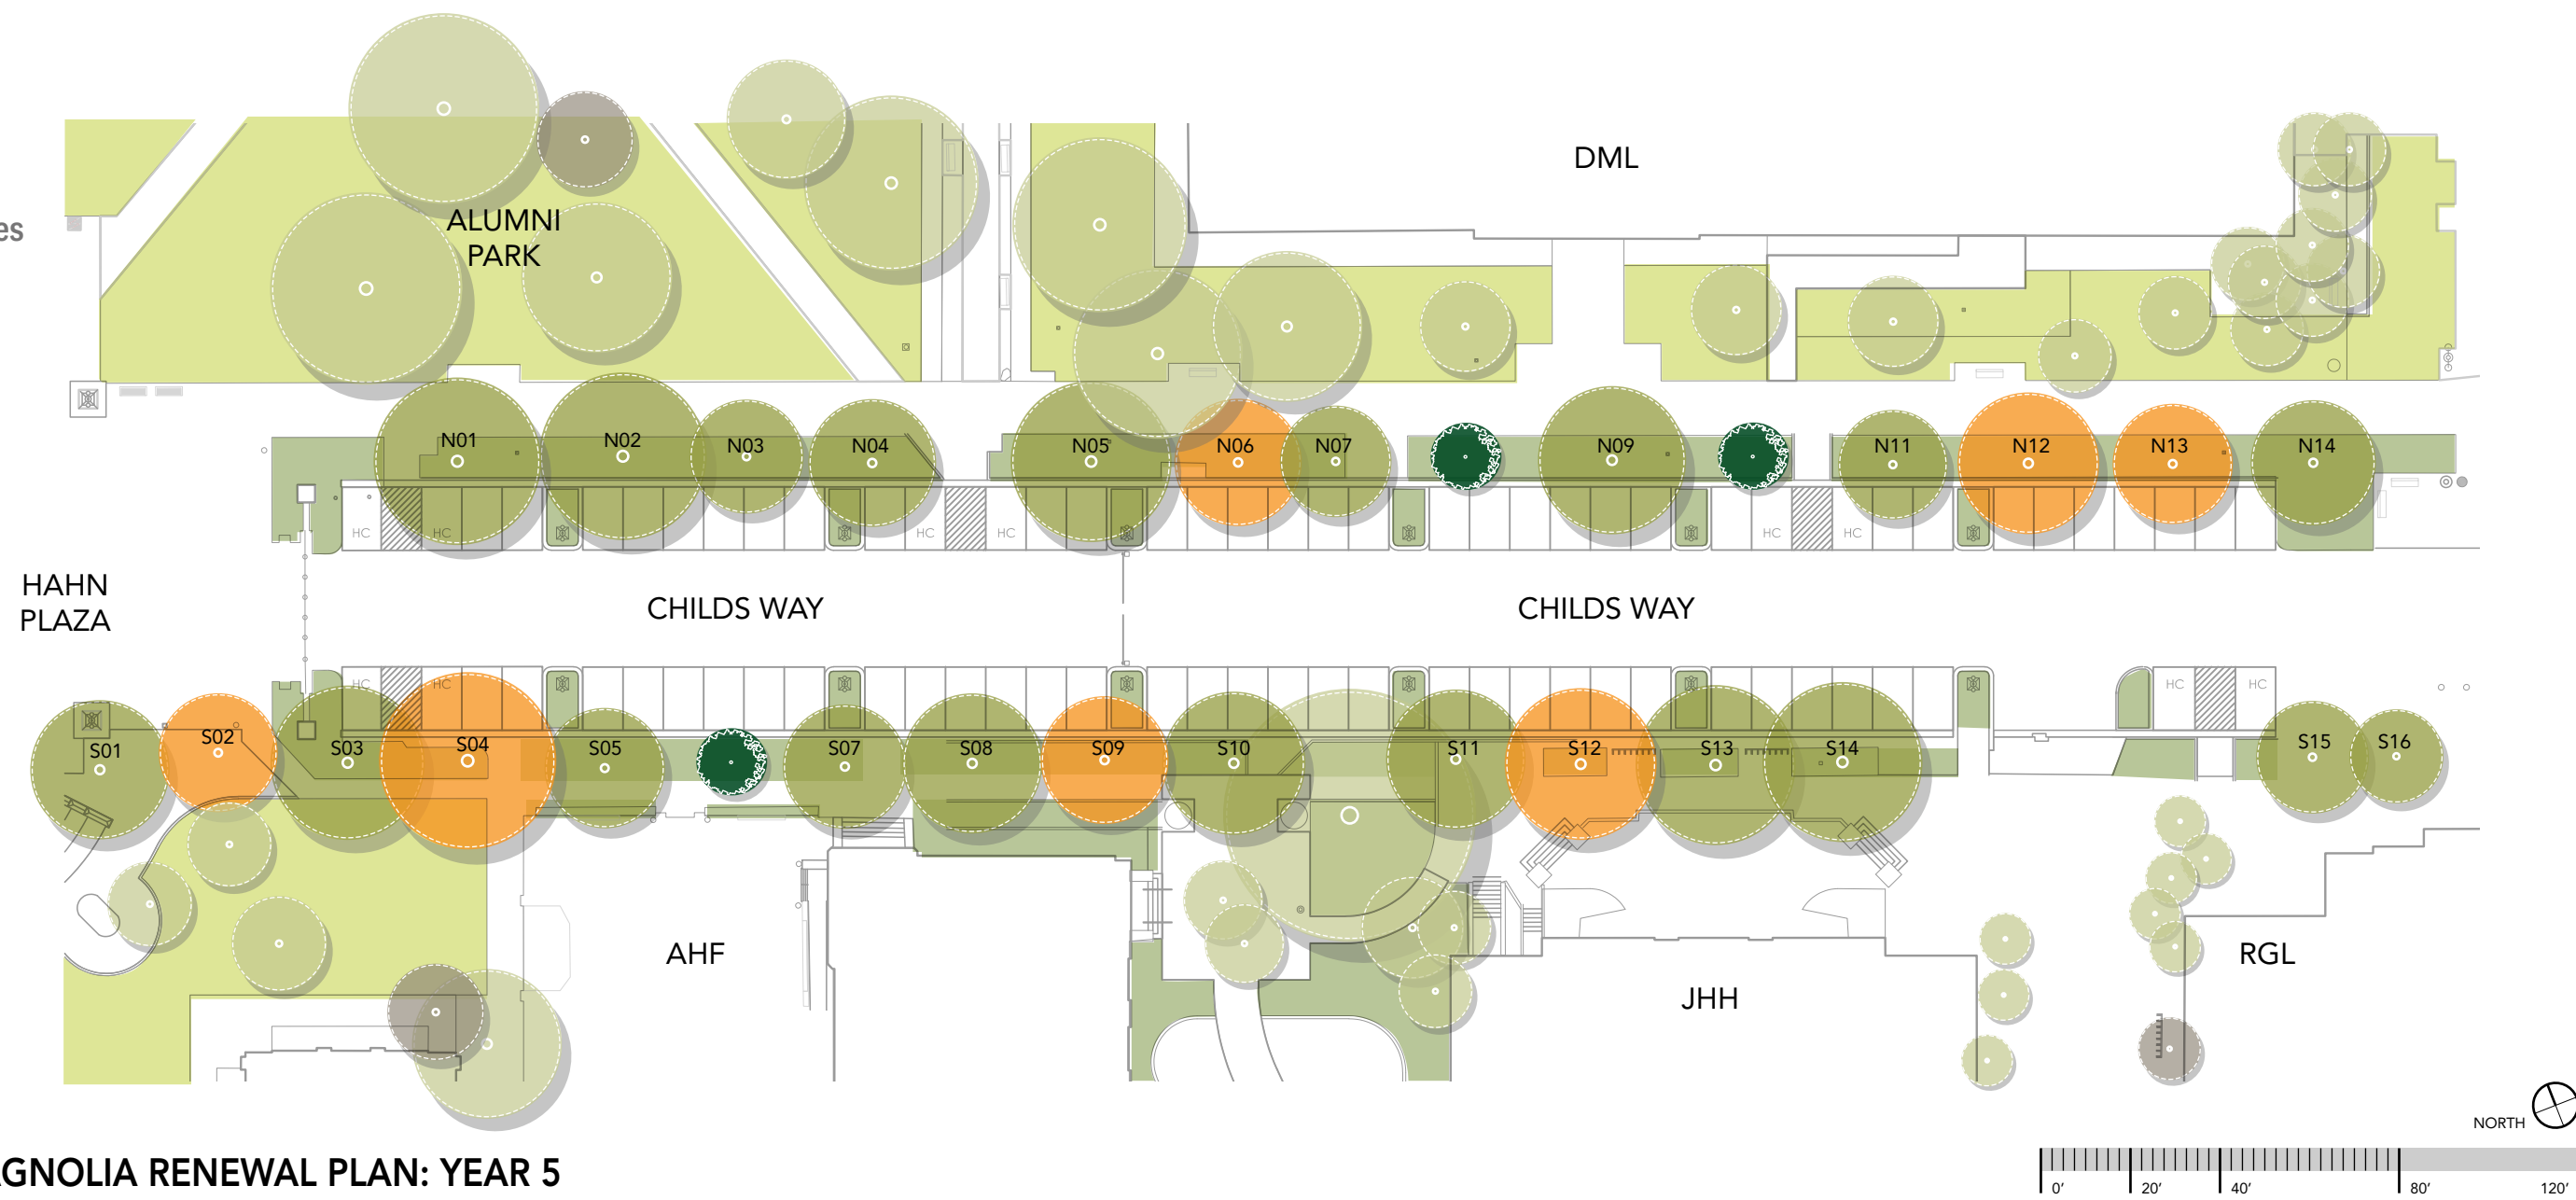 DML
ALUMNI
PARK
es
N01
N02
N03
N04
N05
N06
N07
N09
N11
N12
N13
N14
HC
HC
HC
HC
HC
HC
HAHN
PLAZA
CHILDS WAY
CHILDS WAY
HC
HC
HC
HC
S01
S02
S03
S04
S05
S07
S08
S09
S10
S11
S12
S13
S14
S15
S16
AHF
JHH
RGL
NORTH
GNOLIA RENEWAL PLAN: YEAR 5
0’
20’
40’
80’
120’